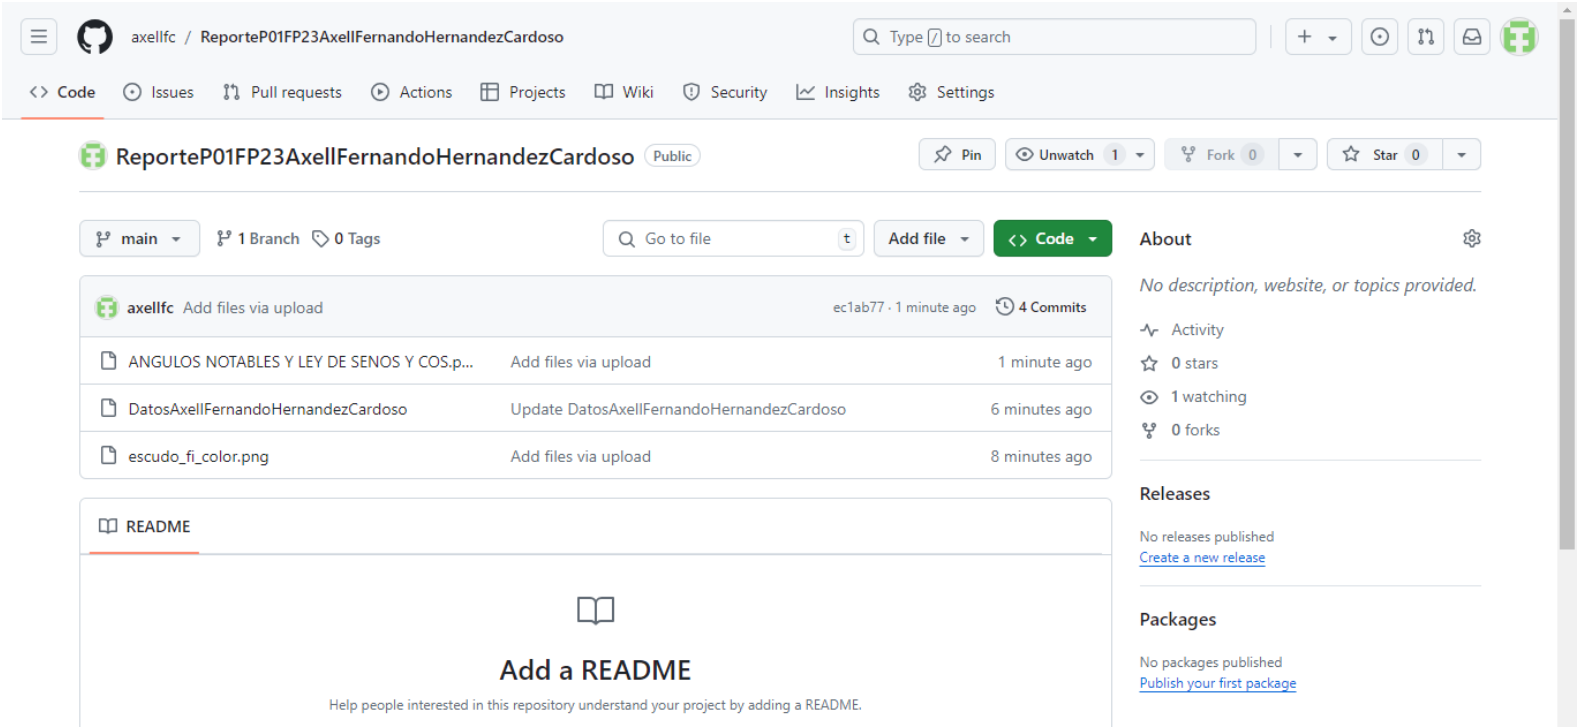 axellfc / ReporteP01FP23AxellFernandoHernandezCardoso
Type / to search
Code Issues Pull requests Actions Projects Wiki Security Insights Settings
ReporteP01FP23AxellFernandoHernandezCardoso Public
Pin Unwatch 1 Fork 0 Star 0
main 1 Branch 0 Tags
Go to file t Add file Code
axellfc Add files via upload ec1ab77 · 1 minute ago 4 Commits
ANGULOS NOTABLES Y LEY DE SENOS Y COS.p... Add files via upload 1 minute ago
DatosAxellFernandoHernandezCardoso Update DatosAxellFernandoHernandezCardoso 6 minutes ago
escudo_fi_color.png Add files via upload 8 minutes ago
README
Add a README
Help people interested in this repository understand your project by adding a README.
About
No description, website, or topics provided.
Activity
0 stars
1 watching
0 forks
Releases
No releases published
Create a new release
Packages
No packages published
Publish your first package